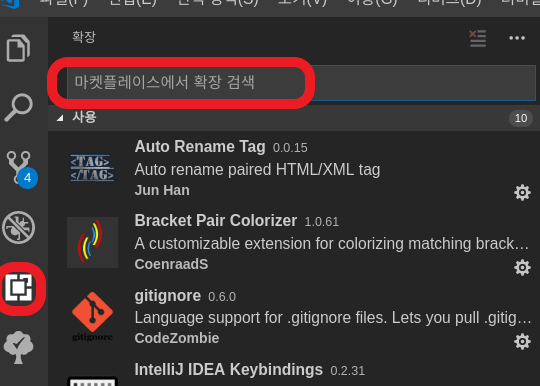 확장
마켓플레이스에서 확장 검색
사용
10
Auto Rename Tag 0.0.15
<TAG>
</TAG>
Auto rename paired HTML/XML tag
Jun Han
4
Bracket Pair Colorizer 1.0.61
A customizable extension for colorizing matching brack…
CoenraadS
gitignore 0.6.0
Language support for .gitignore files. Lets you pull .gitig…
gitignore
CodeZombie
IntelliJ IDEA Keybindings 0.2.31